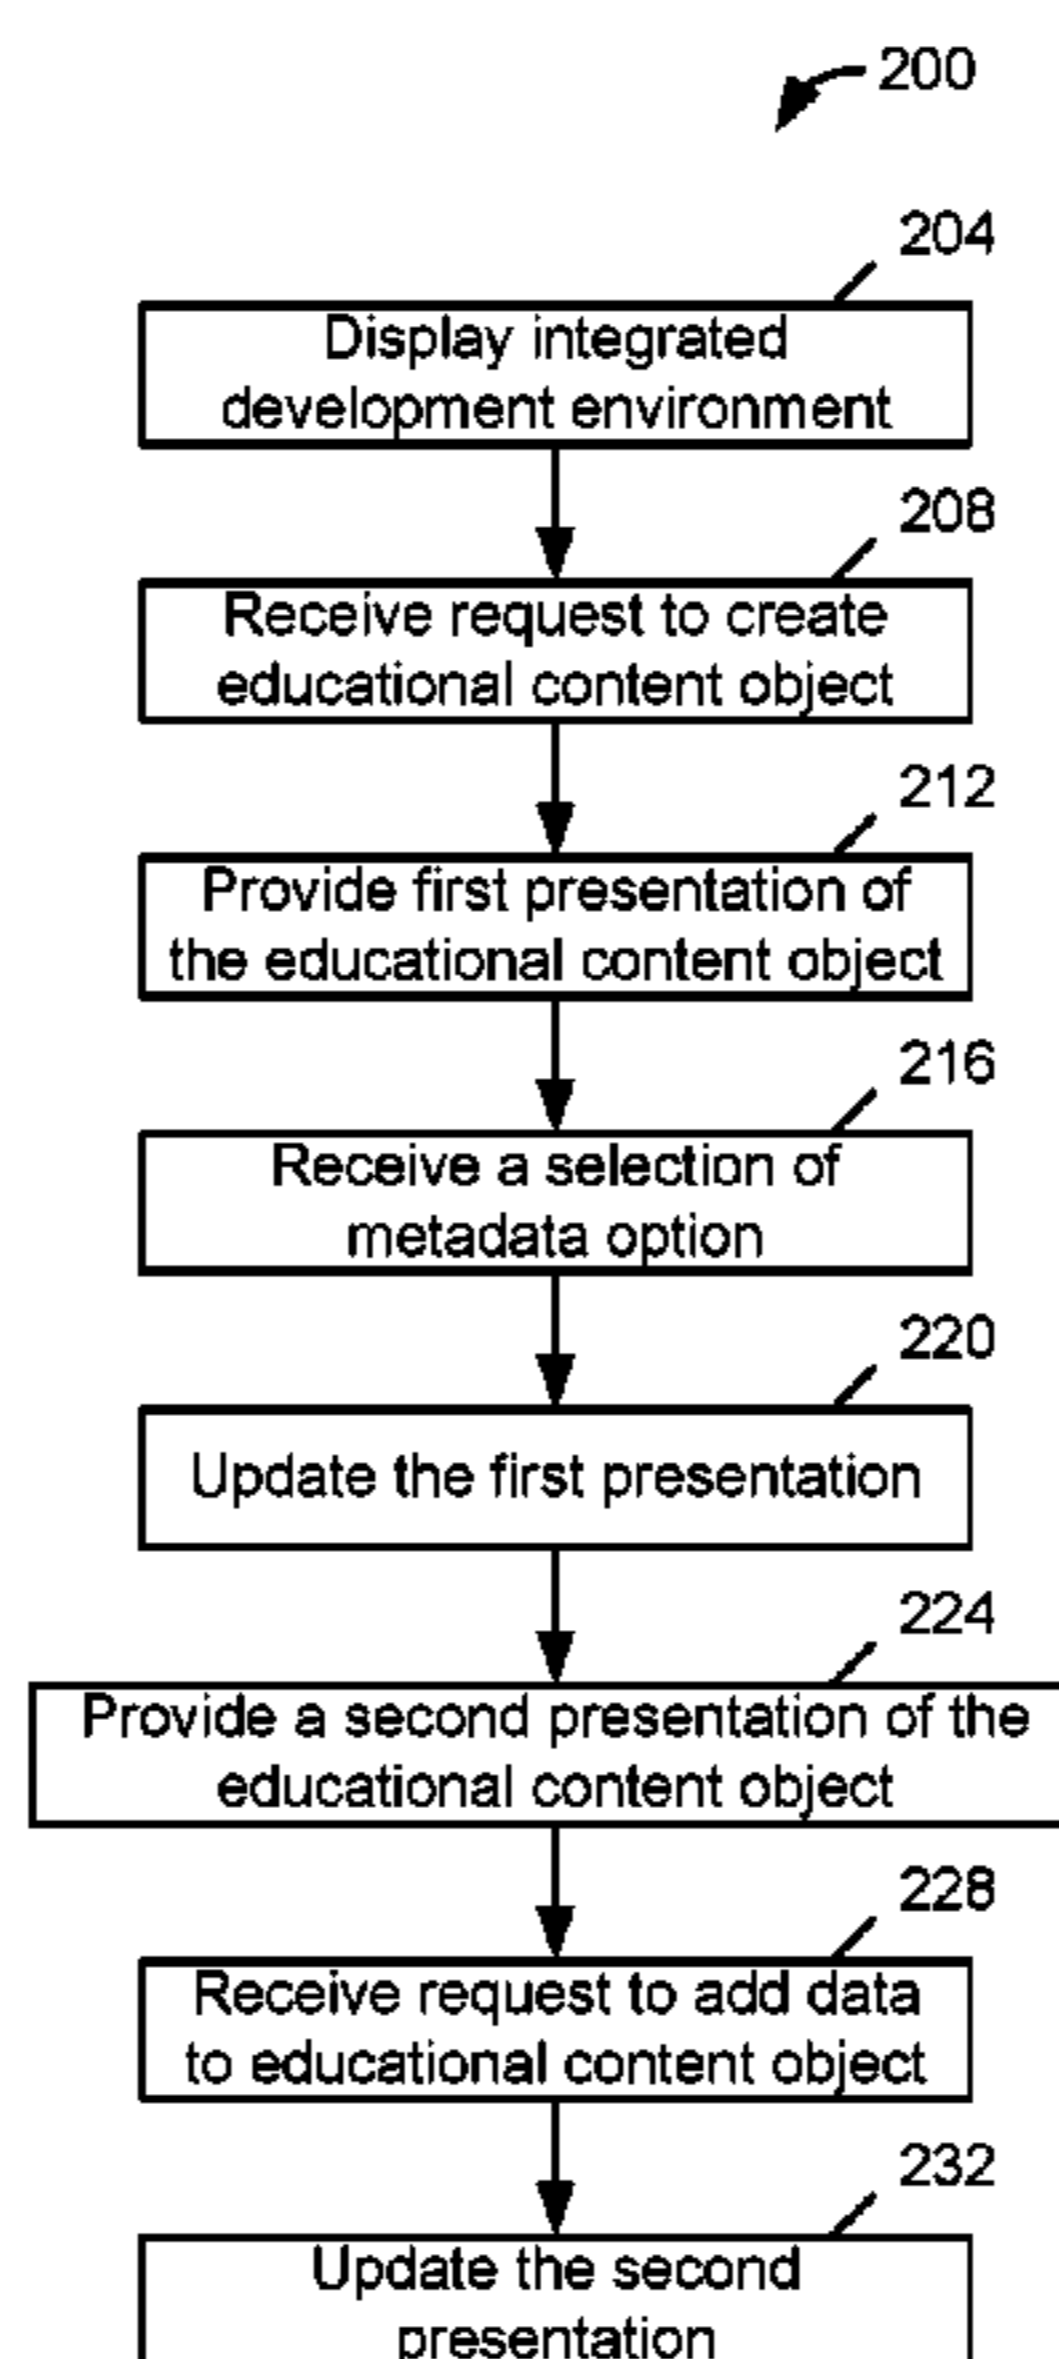 200
204
Display integrated
development environment
208
Receive request to create
educational content object
212
Provide first presentation of
the educational content object
216
Receive a selection of
metadata option
220
Update the first presentation
224
Provide a second presentation of the
educational content object
228
Receive request to add data
to educational content object
232
Update the second
presentation